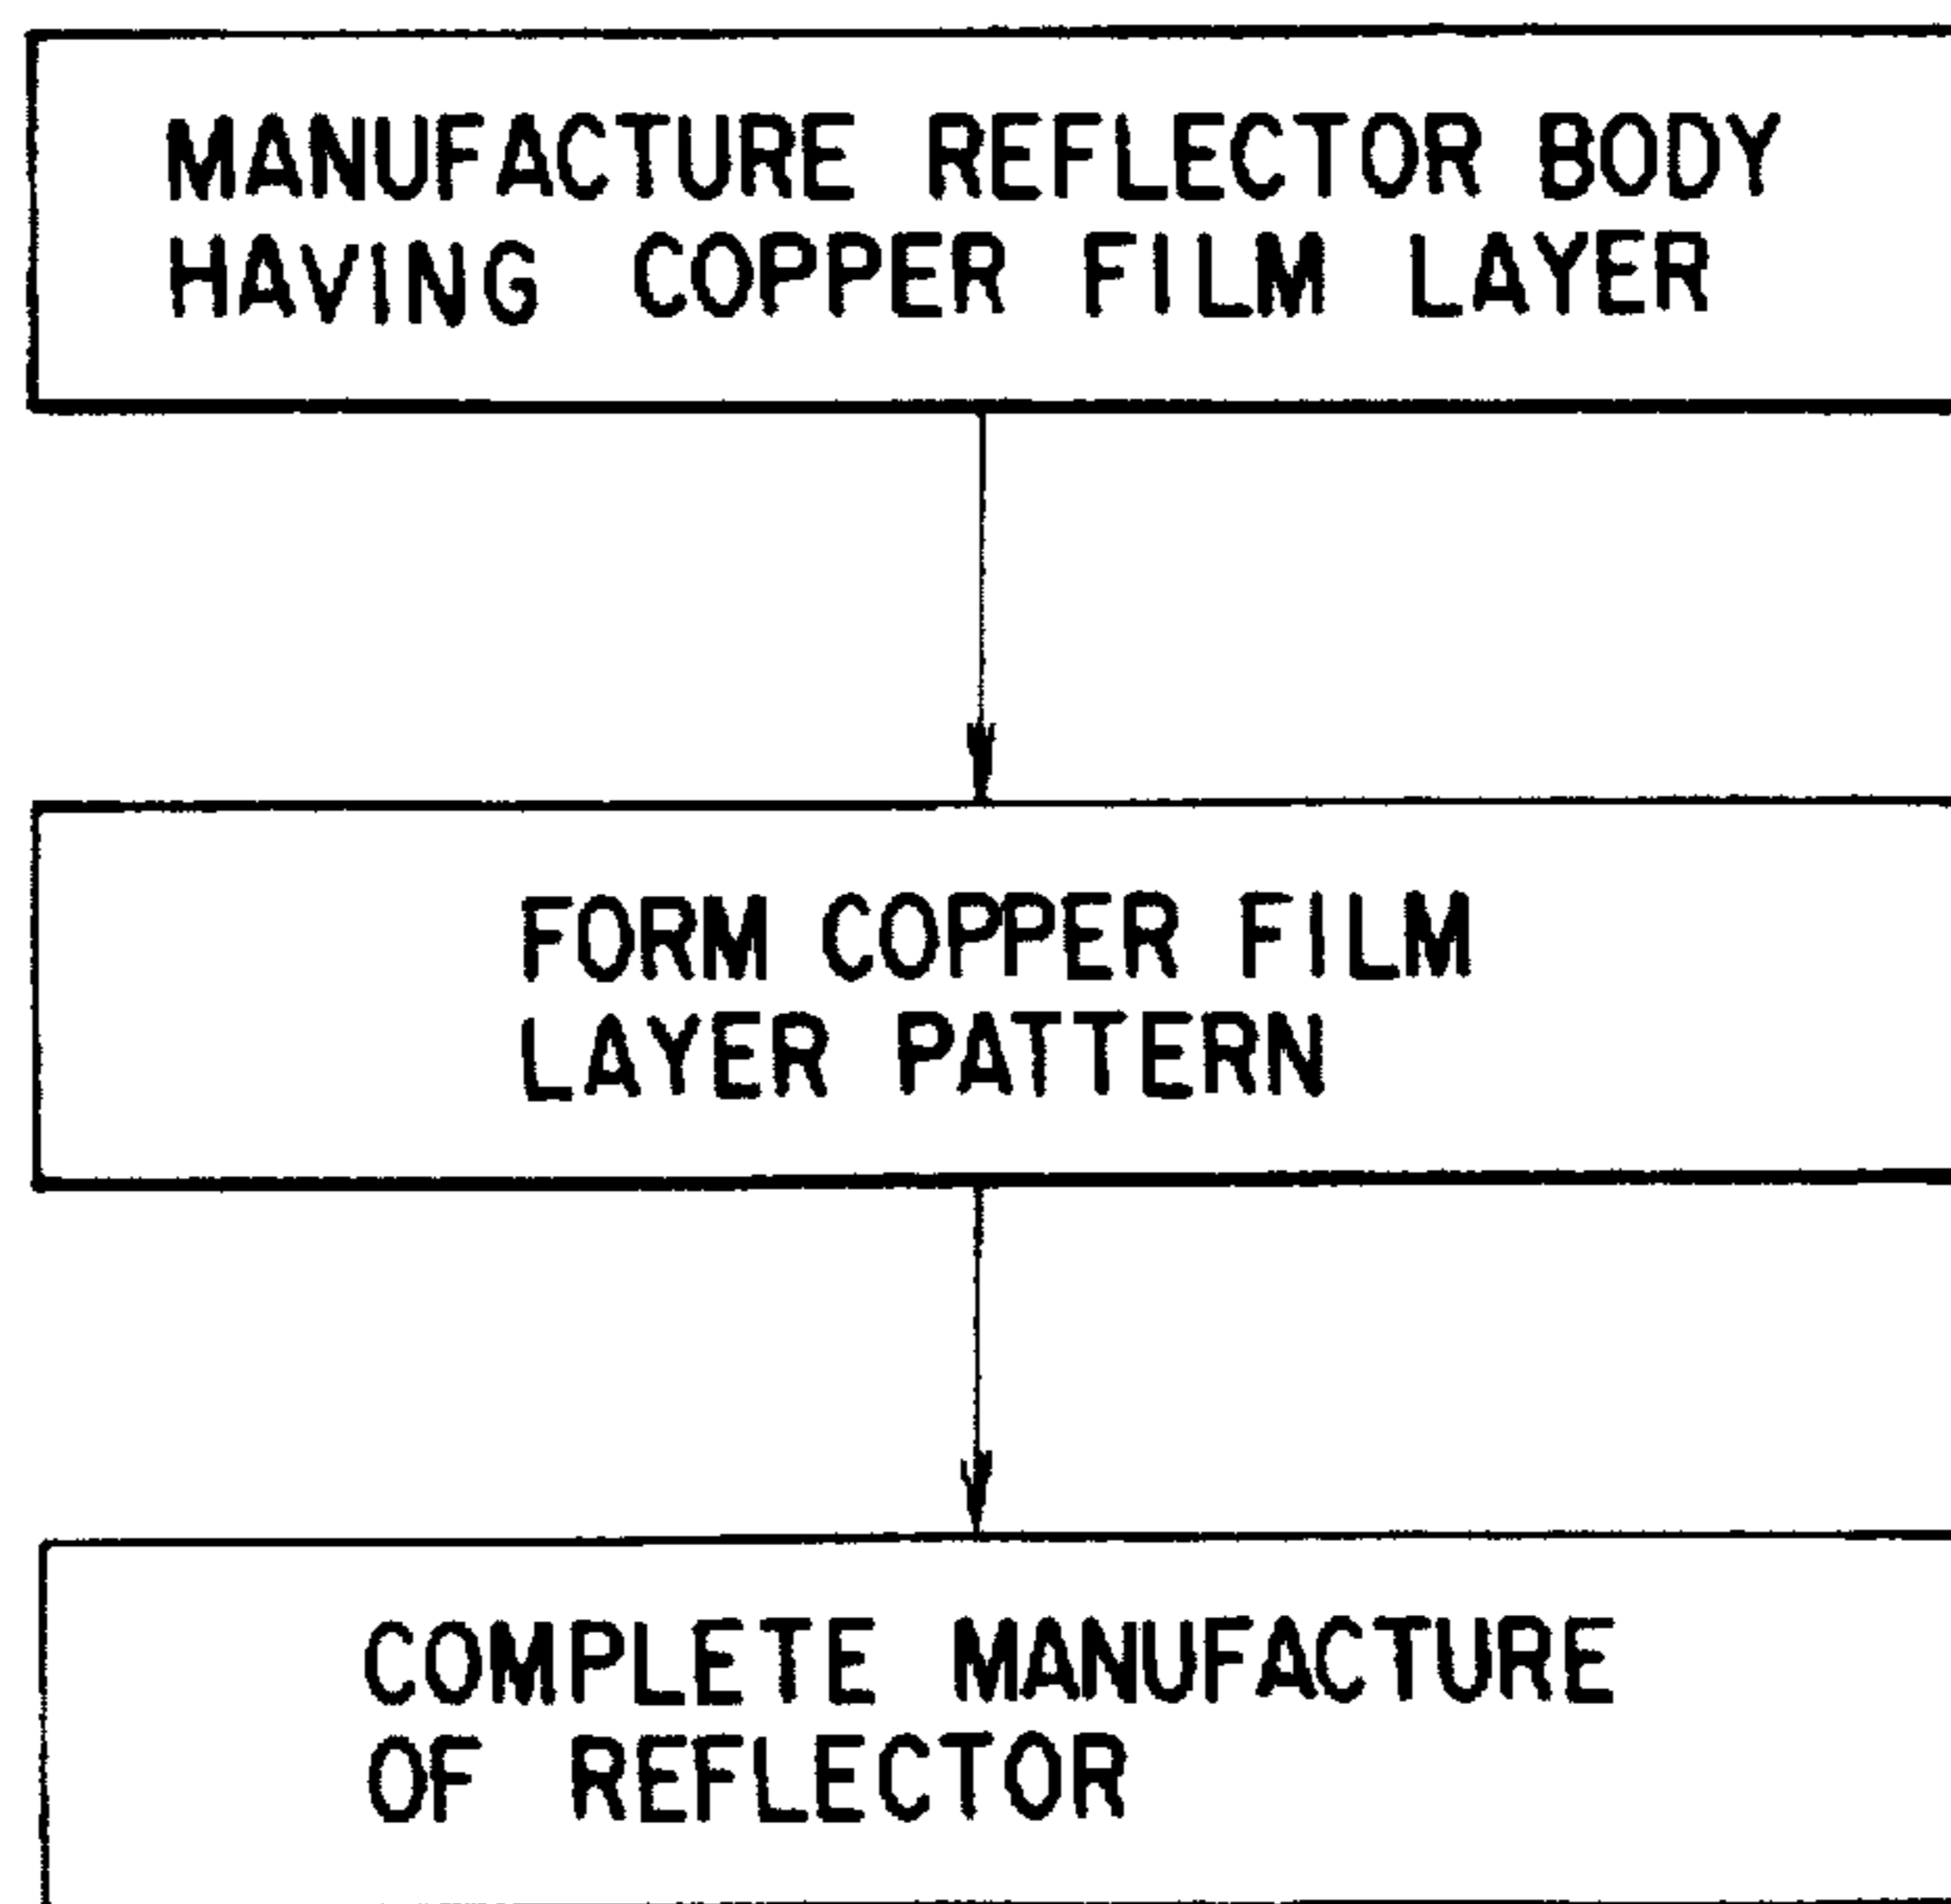 MANUFACTURE REFLECTOR BODY
HAVING COPPER FILM LAYER
FORM COPPER FILM
LAYER PATTERN
COMPLETE MANUFACTURE
OF REFLECTOR